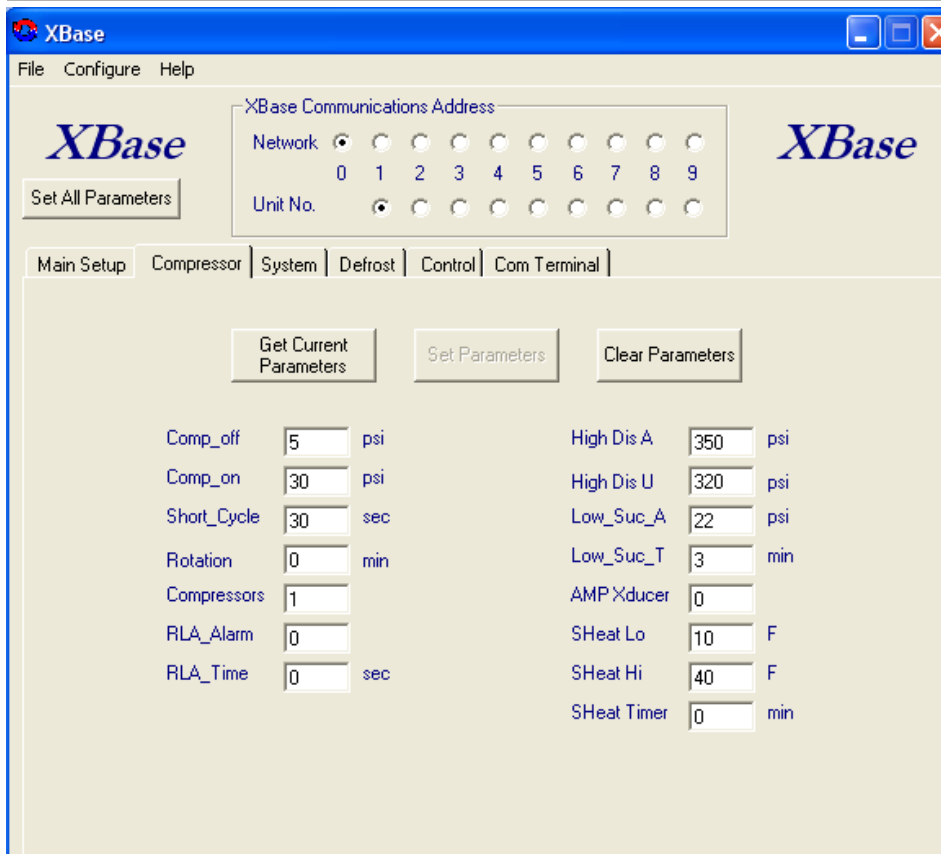 XBase
File Configure Help
XBase Communications Address
XBase
Network
XBase
0 1 2 3 4 5 6 7 8 9
Set All Parameters
Unit No.
Main Setup Compressor System Defrost Control Com Terminal
Get Current
Parameters
Set Parameters
Clear Parameters
Comp_off 5 psi High Dis A 350 psi
Comp_on 30 psi High Dis U 320 psi
Short_Cycle 30 sec Low_Suc_A 22 psi
Rotation 0 min Low_Suc_T 3 min
Compressors 1 AMP Xducer 0
RLA_Alarm 0 SHeat Lo 10 F
RLA_Time 0 sec SHeat Hi 40 F
SHeat Timer 0 min